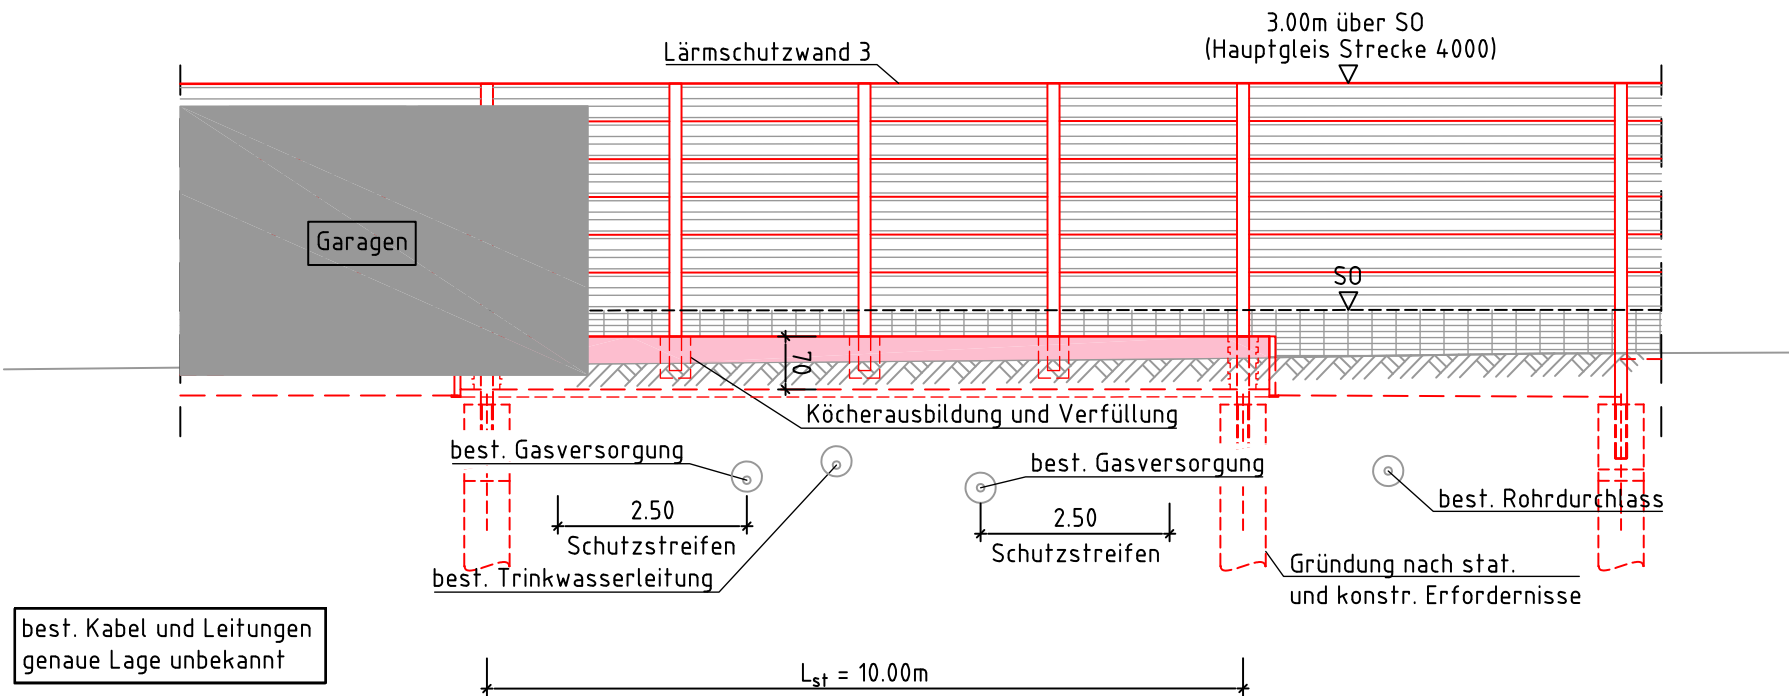 3.00m über SO
(Hauptgleis Strecke 4000)
Lärmschutzwand 3
Garagen
SO
70
Köcherausbildung und Verfüllung
best. Gasversorgung
best. Gasversorgung
best. Rohrdurchlass
2.50
Schutzstreifen
2.50
Schutzstreifen
best. Trinkwasserleitung
Gründung nach stat.
und konstr. Erfordernisse
best. Kabel und Leitungen
genaue Lage unbekannt
Lst = 10.00m